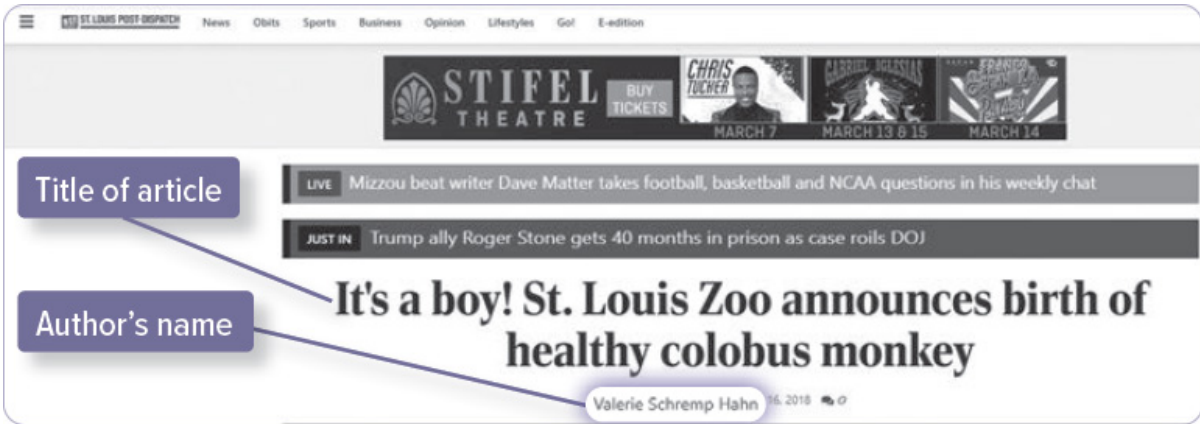 ST. LOUIS POST-DISPATCH News Obits Sports Business Opinion Lifestyles Go! E-edition
STIFEL THEATRE BUY TICKETS CHRIS TUCKER MARCH 7 GABRIEL IGLESIAS MARCH 13 & 15 MARCH 14
Title of article
LIVE Mizzou beat writer Dave Matter takes football, basketball and NCAA questions in his weekly chat
JUST IN Trump ally Roger Stone gets 40 months in prison as case roils DOJ
It's a boy! St. Louis Zoo announces birth of
Author's name
healthy colobus monkey
Valerie Schremp Hahn 16, 2018 0